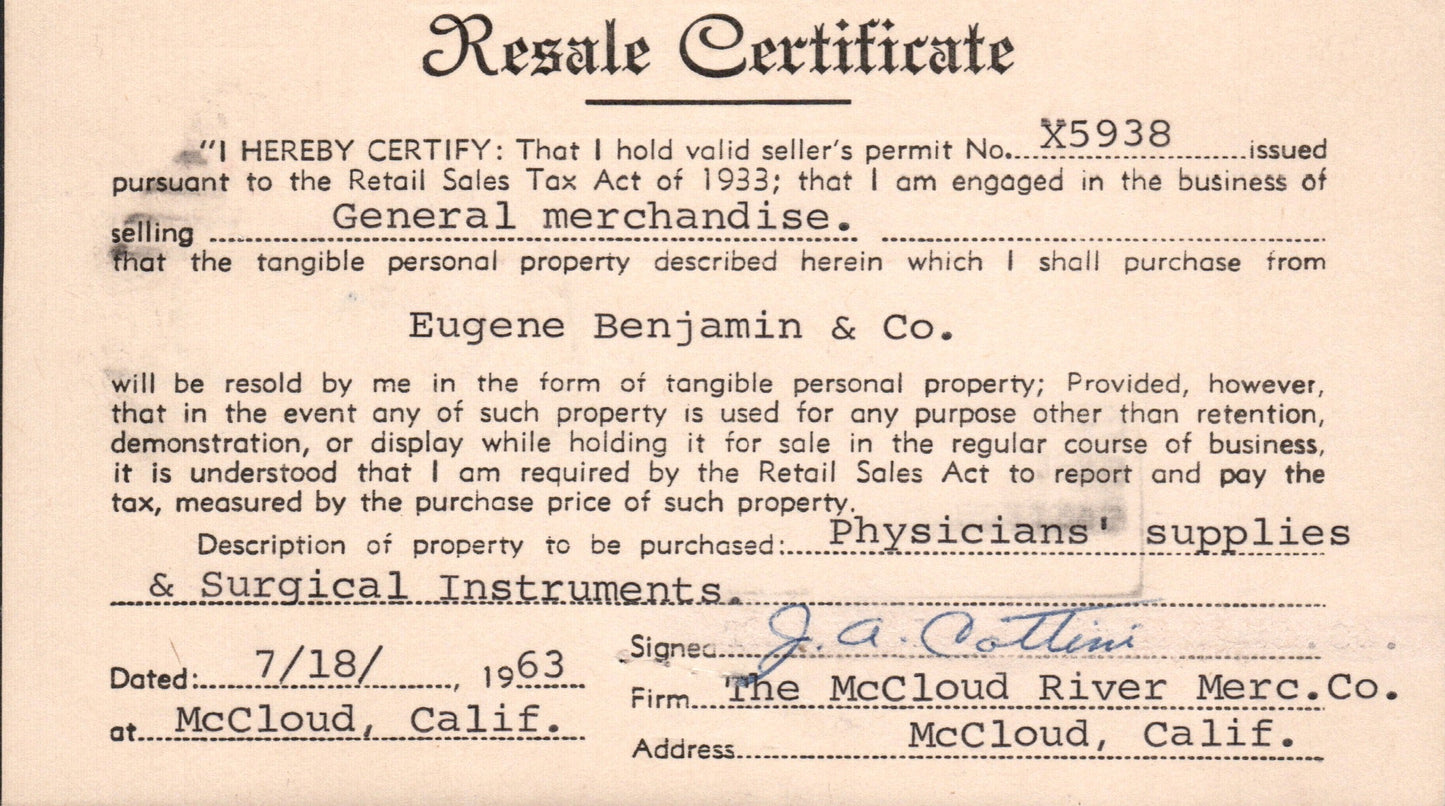 Resale Certificate
"I HEREBY CERTIFY: That I hold valid seller's permit No. X5938 issued
pursuant to the Retail Sales Tax Act of 1933; that I am engaged in the business of
selling General merchandise.
that the tangible personal property described herein which I shall purchase from
Eugene Benjamin & Co.
will be resold by me in the form of tangible personal property; Provided, however,
that in the event any of such property is used for any purpose other than retention,
demonstration, or display while holding it for sale in the regular course of business,
it is understood that I am required by the Retail Sales Act to report and pay the
tax, measured by the purchase price of such property.
Description of property to be purchased: Physicians' supplies
& Surgical Instruments.
Signed J. A. Cottini
Dated: 7/18/, 1963
Firm The McCloud River Merc.Co.
at McCloud, Calif.
Address McCloud, Calif.